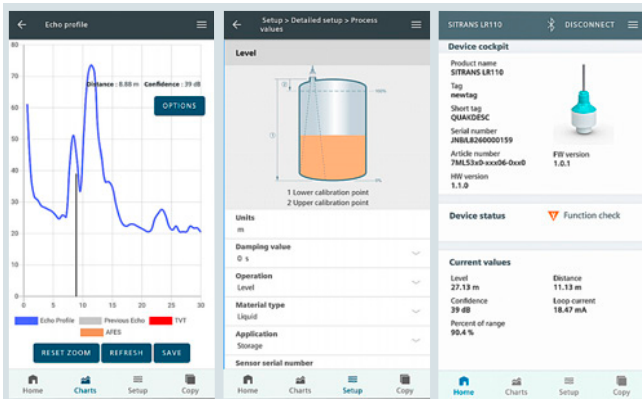 Echo profile
80
70
60
50
40
30
20
10
0
Distance : 8.88 m Confidence : 39 dB
OPTIONS
0 5 10 15 20 25 30
Echo Profile Previous Echo TVT
AFES
RESET ZOOM REFRESH SAVE
Home Charts Setup Copy
Setup > Detailed setup > Process
values
Level
100%
0%
1 Lower calibration point
2 Upper calibration point
Units
m
Damping value
0 s
Operation
Level
Material type
Liquid
Application
Storage
Sensor serial number
Home Charts Setup Copy
SITRANS LR110 DISCONNECT
Device cockpit
Product name
SITRANS LR110
Tag
newtag
Short tag
QUAKDESC
Serial number
JNB/L8260000159
Article number
7ML53x0-xxx06-0xx0
FW version
1.0.1
HW version
1.1.0
Device status Function check
Current values
Level
27.13 m
Distance
11.13 m
Confidence
39 dB
Loop current
18.47 mA
Percent of range
90.4 %
Home Charts Setup Copy